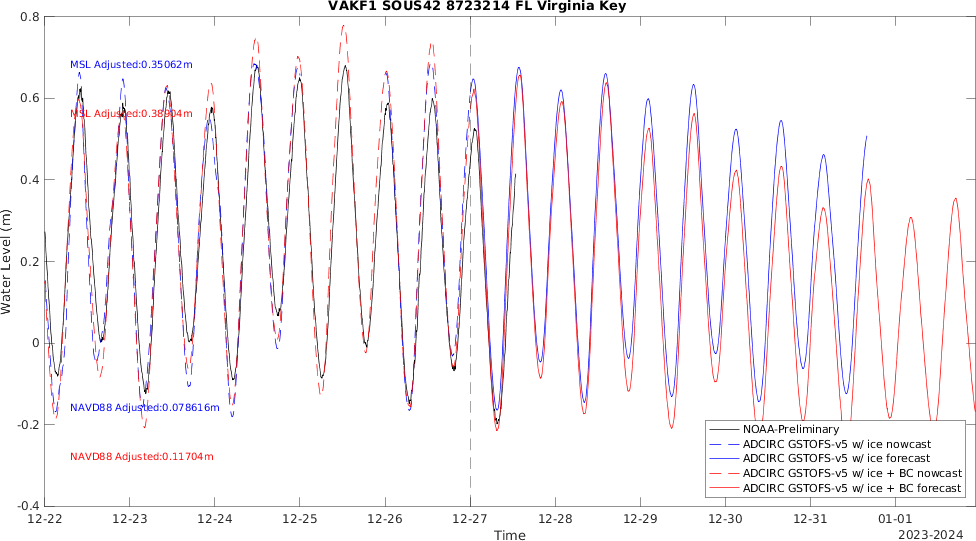 VAKF1 SOUS42 8723214 FL Virginia Key
Water Level (m)
0.8
0.6
0.4
0.2
0
-0.2
-0.4
MSL Adjusted:0.35062m
MSL Adjusted:0.38904m
NAVD88 Adjusted:0.078616m
NAVD88 Adjusted:0.11704m
NOAA-Preliminary
ADCIRC GSTOFS-v5 w/ ice nowcast
ADCIRC GSTOFS-v5 w/ ice forecast
ADCIRC GSTOFS-v5 w/ ice + BC nowcast
ADCIRC GSTOFS-v5 w/ ice + BC forecast
12-22 12-23 12-24 12-25 12-26 12-27 12-28 12-29 12-30 12-31 01-01
Time
2023-2024